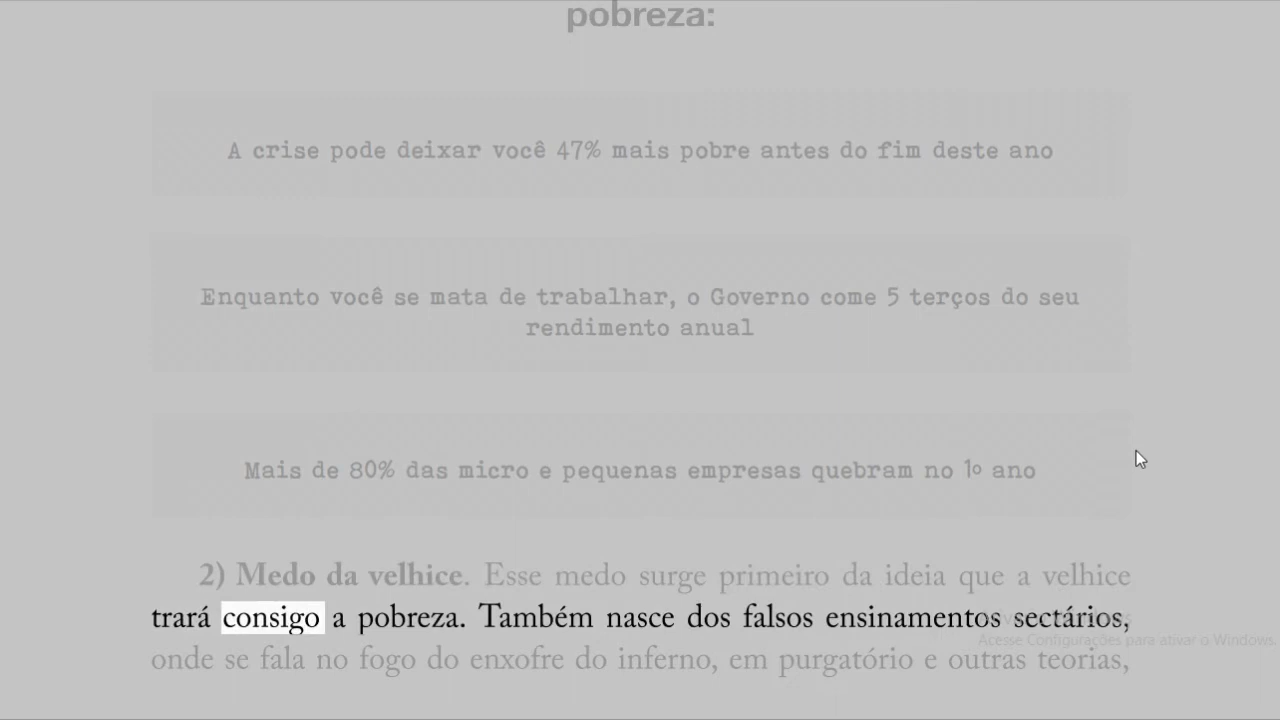 pobreza:
A crise pode deixar você 47% mais pobre antes do fim deste ano
Enquanto você se mata de trabalhar, o Governo come 5 terços do seu
rendimento anual
Mais de 80% das micro e pequenas empresas quebram no 1º ano
2) Medo da velhice. Esse medo surge primeiro da ideia que a velhice
trará consigo a pobreza. Também nasce dos falsos ensinamentos sectários,
Acesse Configurações para ativar o Windows.
onde se fala no fogo do enxofre do inferno, em purgatório e outras teorias,